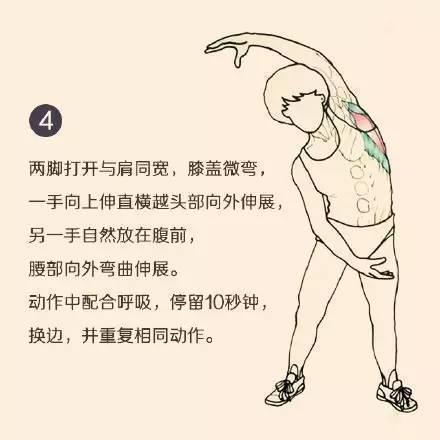 4
两脚打开与肩同宽，膝盖微弯，
一手向上伸直横越头部向外伸展，
另一手自然放在腹前，
腰部向外弯曲伸展。
动作中配合呼吸，停留10秒钟，
换边，并重复相同动作。